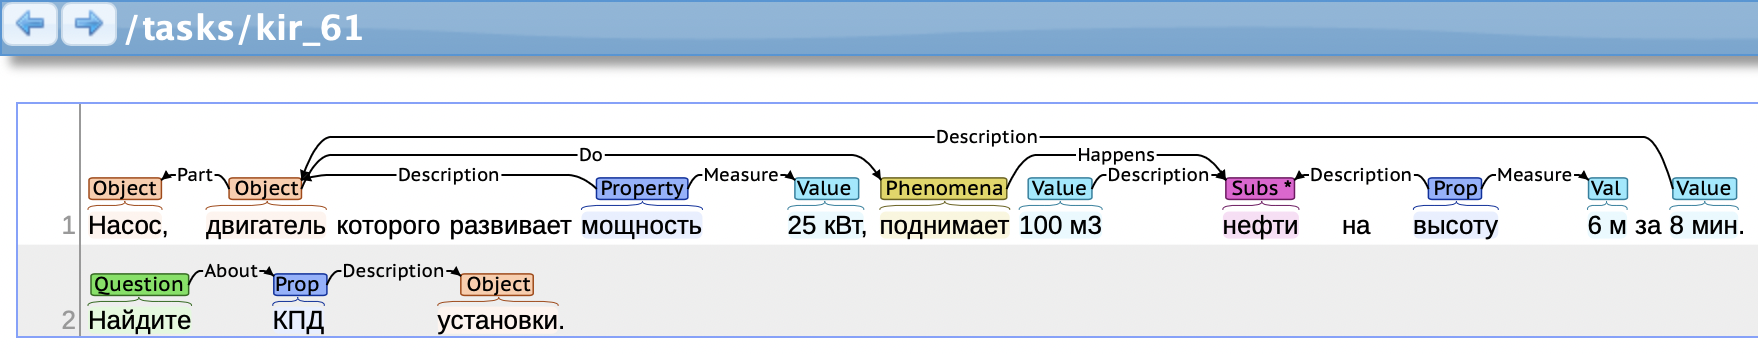 /tasks/kir_61
Description
Do Happens
Part Description Measure Description Description Measure
Object Object Property Value Phenomena Value Subs * Prop Val Value
1 Насос, двигатель которого развивает мощность 25 кВт, поднимает 100 м3 нефти на высоту 6 м за 8 мин.
About Description
Question Prop Object
2 Найдите КПД установки.